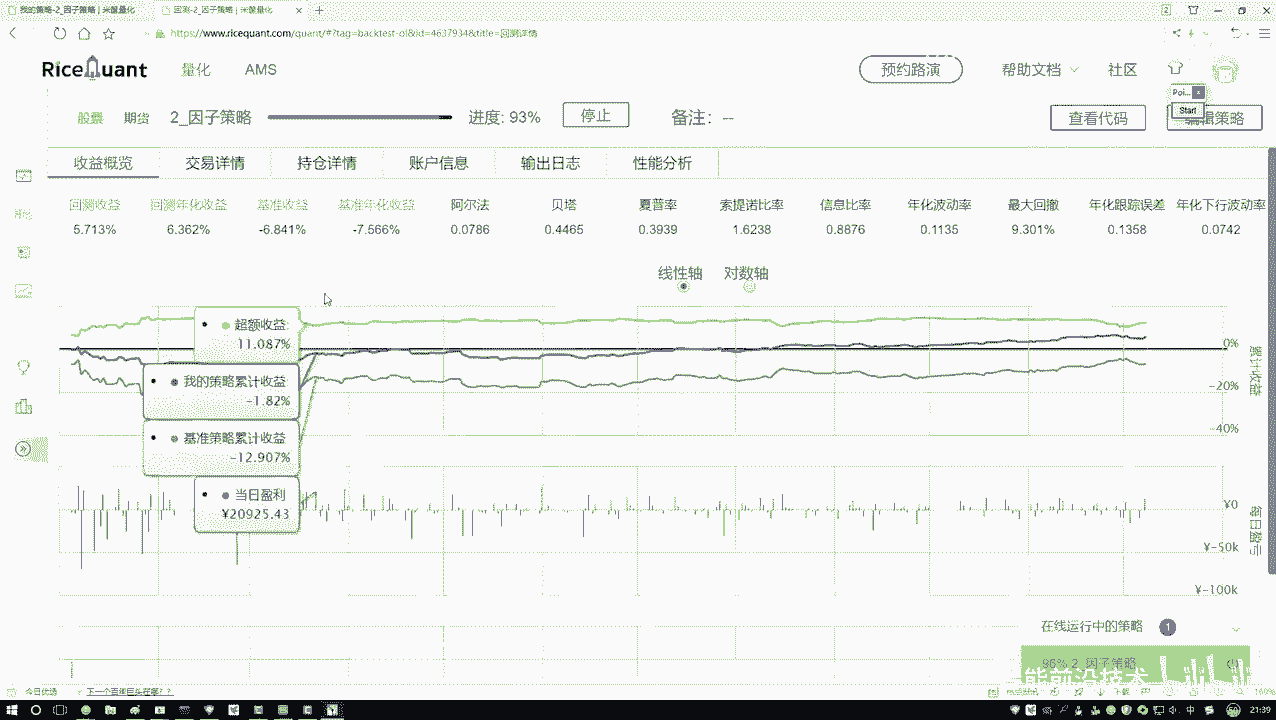 我的策略-2_因子策略 | 米筐量化
回测-2_因子策略 | 米筐量化
https://www.ricequant.com/quant/#?tag=backtest-ol&id=4637934&title=回测详情
RiceQuant 量化 AMS 预约路演 帮助文档 社区
Poi...
Start
股票 期货 2_因子策略 进度: 93% 停止 备注: -- 查看代码 编辑策略
收益概览 交易详情 持仓详情 账户信息 输出日志 性能分析
回测收益 回测年化收益 基准收益 基准年化收益 阿尔法 贝塔 夏普率 索提诺比率 信息比率 年化波动率 最大回撤 年化跟踪误差 年化下行波动率
5.713% 6.362% -6.841% -7.566% 0.0786 0.4465 0.3939 1.6238 0.8876 0.1135 9.301% 0.1358 0.0742
线性轴 对数轴
超额收益
11.087%
我的策略累计收益
-1.82%
基准策略累计收益
-12.907%
当日盈利
¥20925.43
0%
-20%
-40%
累计收益
¥0
¥-50k
¥-100k
每日盈亏
在线运行中的策略 1
96% 2_因子策略
能前沿技术
今日优选
21:39